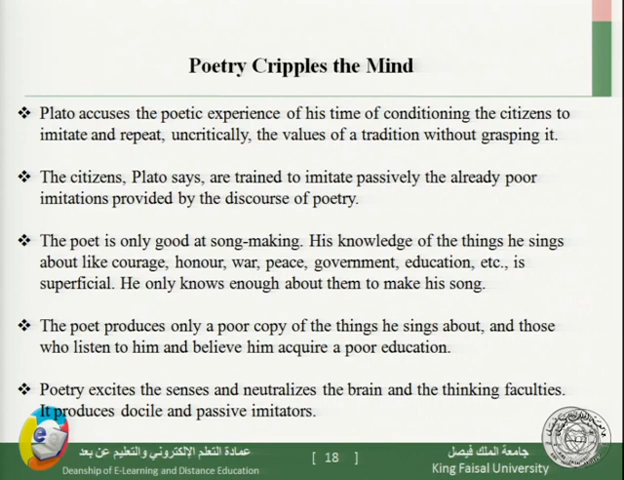 Poetry Cripples the Mind
❖ Plato accuses the poetic experience of his time of conditioning the citizens to
imitate and repeat, uncritically, the values of a tradition without grasping it.
❖ The citizens, Plato says, are trained to imitate passively the already poor
imitations provided by the discourse of poetry.
❖ The poet is only good at song-making. His knowledge of the things he sings
about like courage, honour, war, peace, government, education, etc., is
superficial. He only knows enough about them to make his song.
❖ The poet produces only a poor copy of the things he sings about, and those
who listen to him and believe him acquire a poor education.
❖ Poetry excites the senses and neutralizes the brain and the thinking faculties.
It produces docile and passive imitators.
عمادة التعلم الإلكتروني والتعليم عن بعد
Deanship of E-Learning and Distance Education
[ 18 ]
جامعة الملك فيصل
King Faisal University